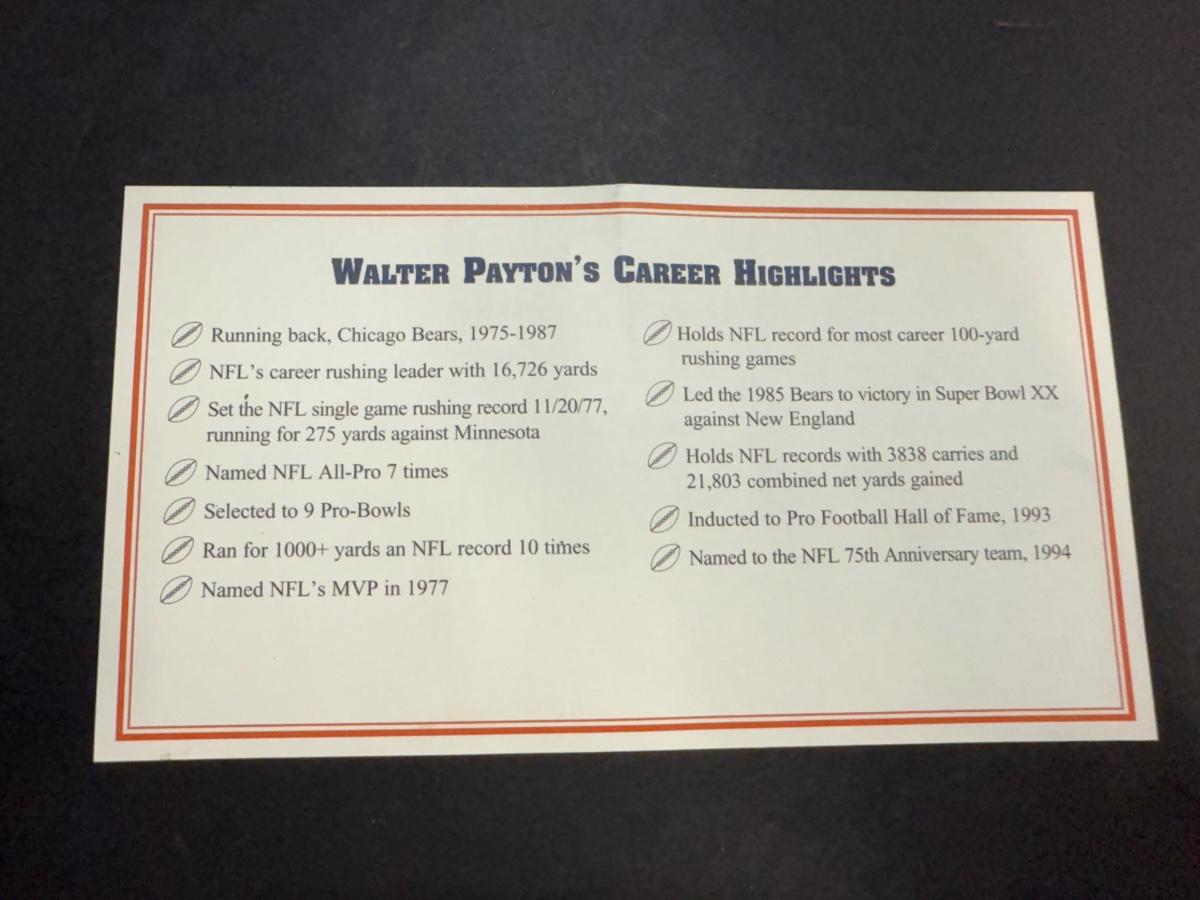 WALTER PAYTON'S CAREER HIGHLIGHTS
Running back, Chicago Bears, 1975-1987
NFL's career rushing leader with 16,726 yards
Set the NFL single game rushing record 11/20/77,
running for 275 yards against Minnesota
Named NFL All-Pro 7 times
Selected to 9 Pro-Bowls
Ran for 1000+ yards an NFL record 10 times
Named NFL's MVP in 1977
Holds NFL record for most career 100-yard
rushing games
Led the 1985 Bears to victory in Super Bowl XX
against New England
Holds NFL records with 3838 carries and
21,803 combined net yards gained
Inducted to Pro Football Hall of Fame, 1993
Named to the NFL 75th Anniversary team, 1994